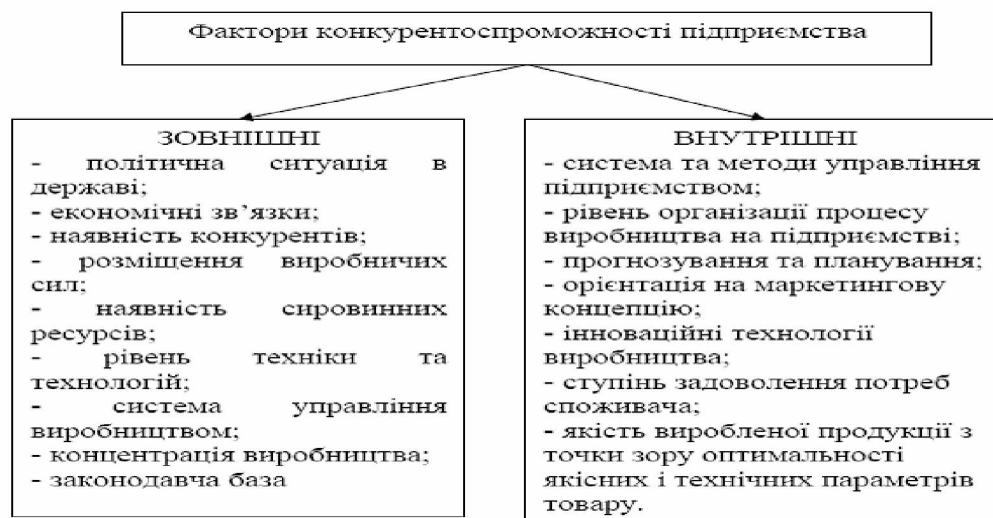 Фактори конкурентоспроможності підприємства
ЗОВНІШНІ
- політична ситуація в
державі;
- економічні зв’язки;
- наявність конкурентів;
- розміщення виробничих
сил;
- наявність сировинних
ресурсів;
- рівень техніки та
технологій;
- система управління
виробництвом;
- концентрація виробництва;
- законодавча база
ВНУТРІШНІ
- система та методи управління
підприємством;
- рівень організації процесу
виробництва на підприємстві;
- прогнозування та планування;
- орієнтація на маркетингову
концепцію;
- інноваційні технології
виробництва;
- ступінь задоволення потреб
споживача;
- якість виробленої продукції з
точки зору оптимальності
якісних і технічних параметрів
товару.